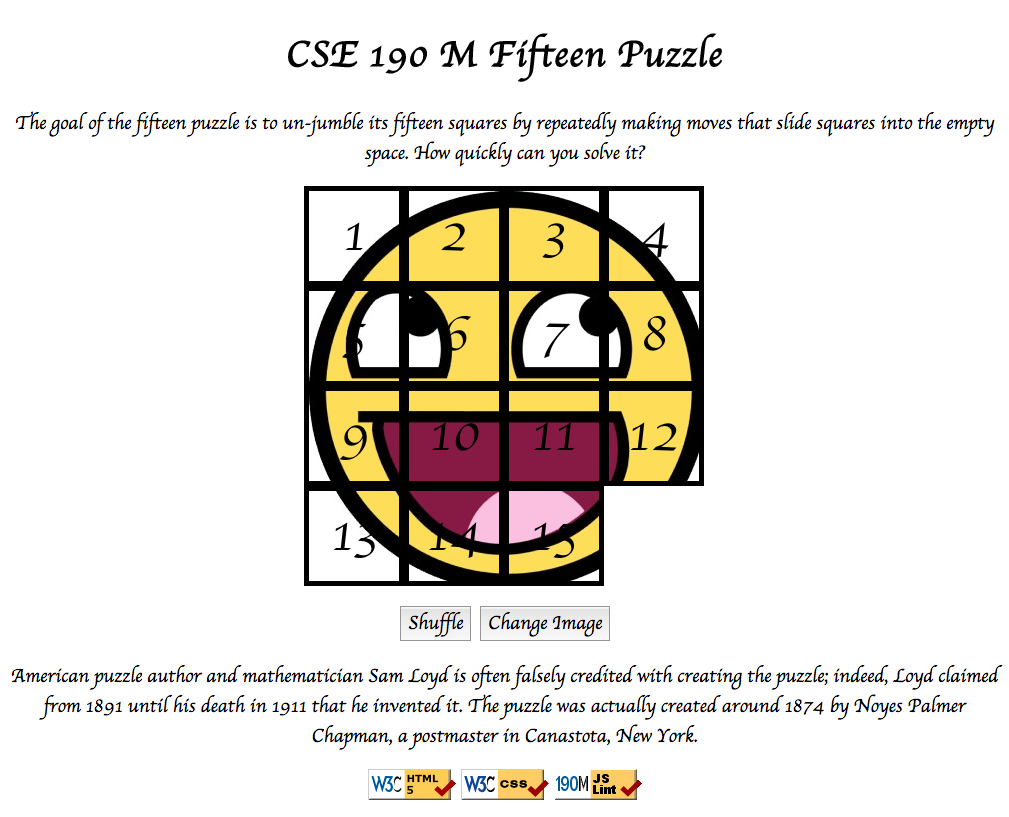 CSE 190 M Fifteen Puzzle
The goal of the fifteen puzzle is to un-jumble its fifteen squares by repeatedly making moves that slide squares into the empty
space. How quickly can you solve it?
1 2 3 4
5 6 7 8
9 10 11 12
13 14 15
Shuffle Change Image
American puzzle author and mathematician Sam Loyd is often falsely credited with creating the puzzle; indeed, Loyd claimed
from 1891 until his death in 1911 that he invented it. The puzzle was actually created around 1874 by Noyes Palmer
Chapman, a postmaster in Canastota, New York.
W3C HTML 5 W3C css 190M JS Lint